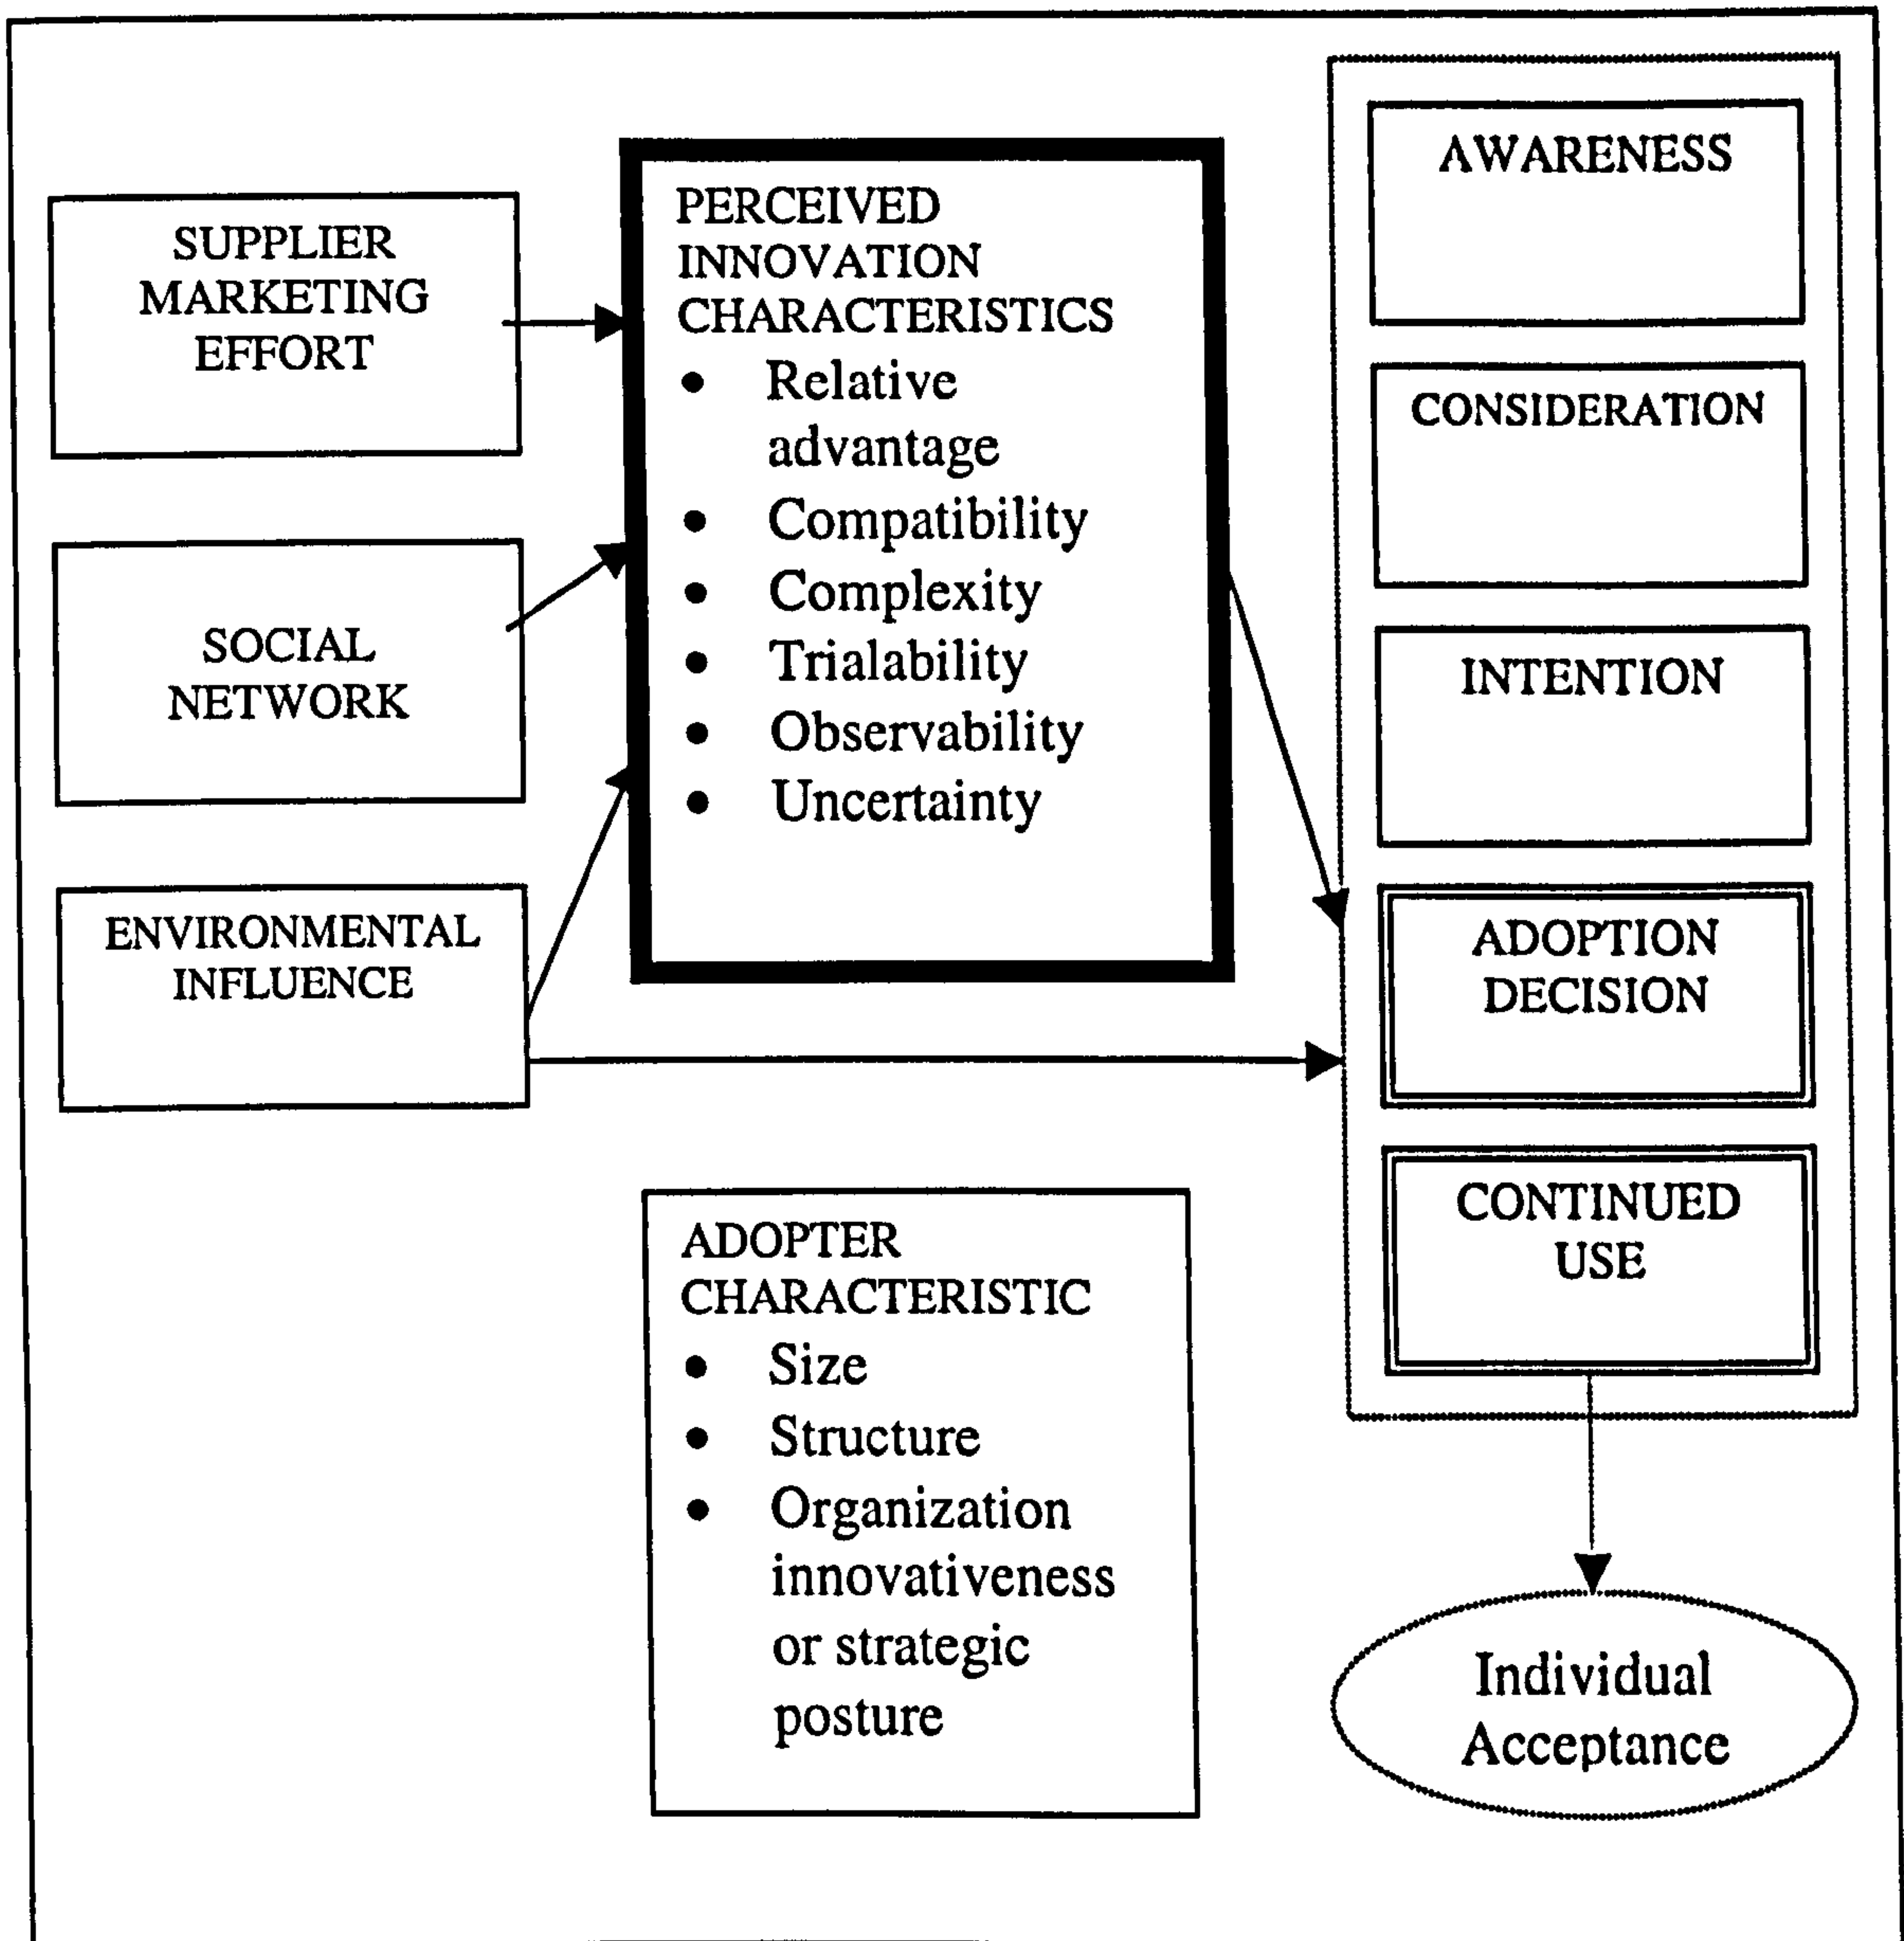 SUPPLIER
MARKETING
EFFORT
SOCIAL
NETWORK
ENVIRONMENTAL
INFLUENCE
PERCEIVED
INNOVATION
CHARACTERISTICS
• Relative
advantage
• Compatibility
• Complexity
• Trialability
• Observability
• Uncertainty
ADOPTER
CHARACTERISTIC
• Size
• Structure
• Organization
innovativeness
or strategic
posture
AWARENESS
CONSIDERATION
INTENTION
ADOPTION
DECISION
CONTINUED
USE
Individual
Acceptance